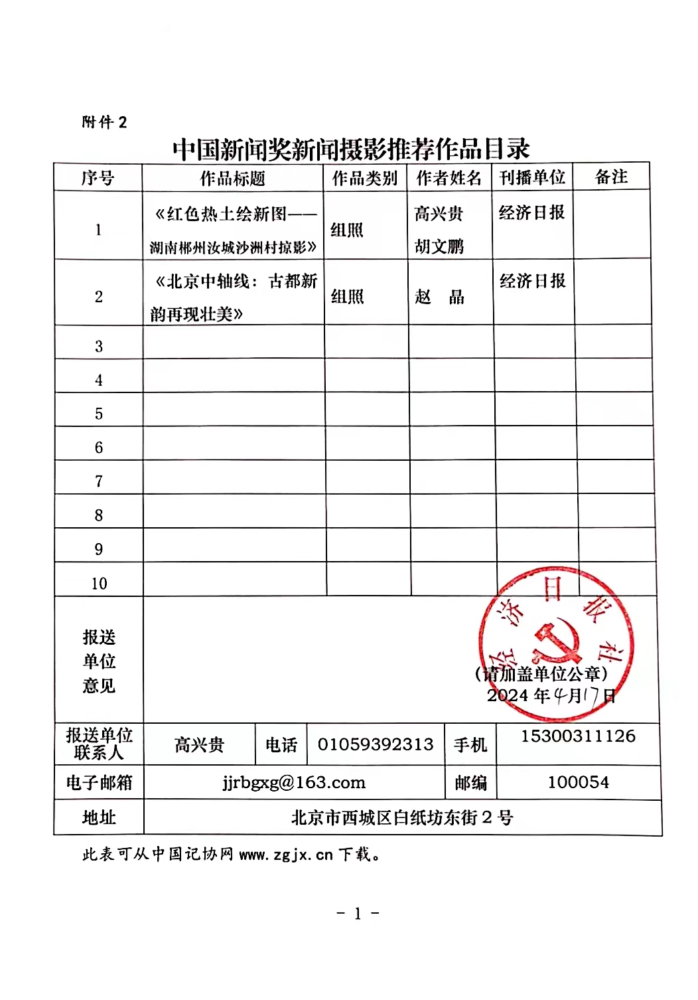 附件2
中国新闻奖新闻摄影推荐作品目录
序号 作品标题 作品类别 作者姓名 刊播单位 备注
1 《红色热土绘新图——湖南郴州汝城沙洲村掠影》 组照 高兴贵 胡文鹏 经济日报
2 《北京中轴线：古都新韵再现壮美》 组照 赵 晶 经济日报
3
4
5
6
7
8
9
10
报送单位意见
经济日报社
（请加盖单位公章）
2024年4月17日
报送单位联系人 高兴贵 电话 01059392313 手机 15300311126
电子邮箱 jjrbgxg@163.com 邮编 100054
地址 北京市西城区白纸坊东街2号
此表可从中国记协网www.zgjx.cn下载。
- 1 -